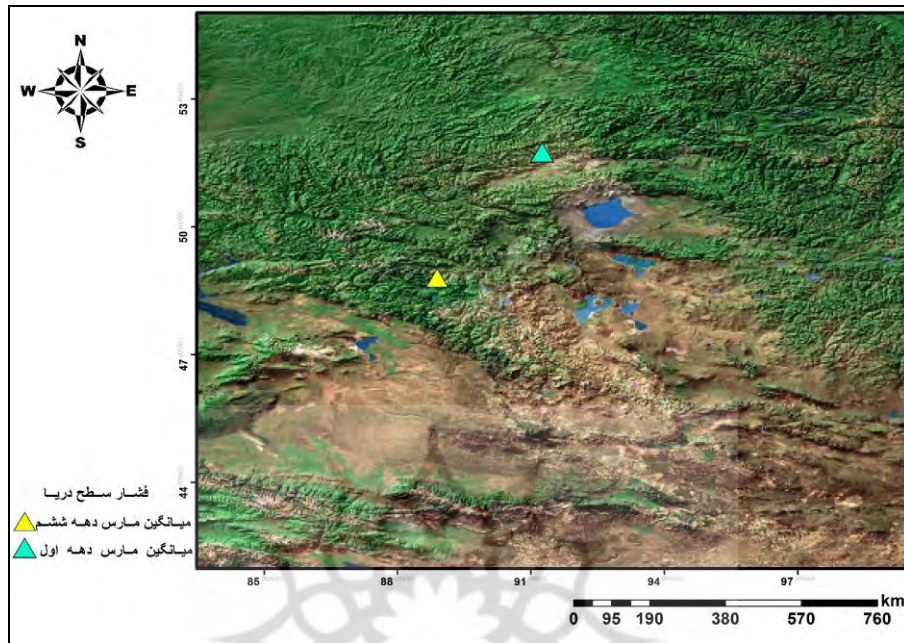 N
W E
S
53
50
47
44
فشار سطح دریا
میانگین مارس دهه ششم
میانگین مارس دهه اول
85 88 91 94 97
km
0 95 190 380 570 760